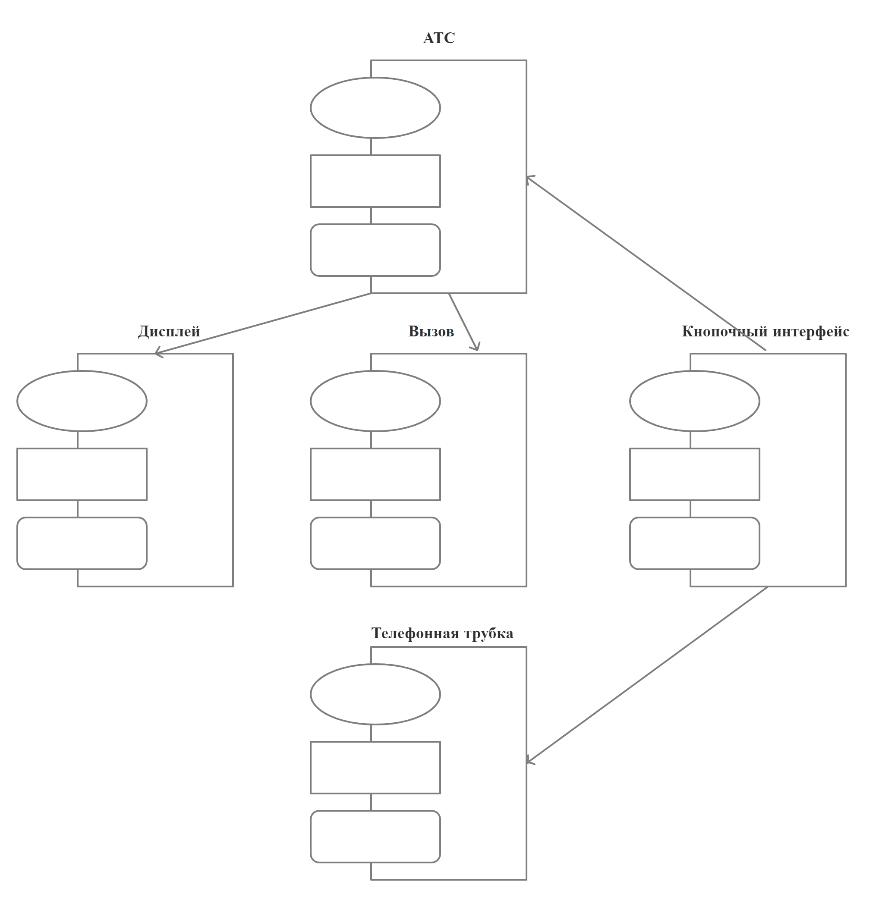 АТС
Дисплей
Вызов
Кнопочный интерфейс
Телефонная трубка